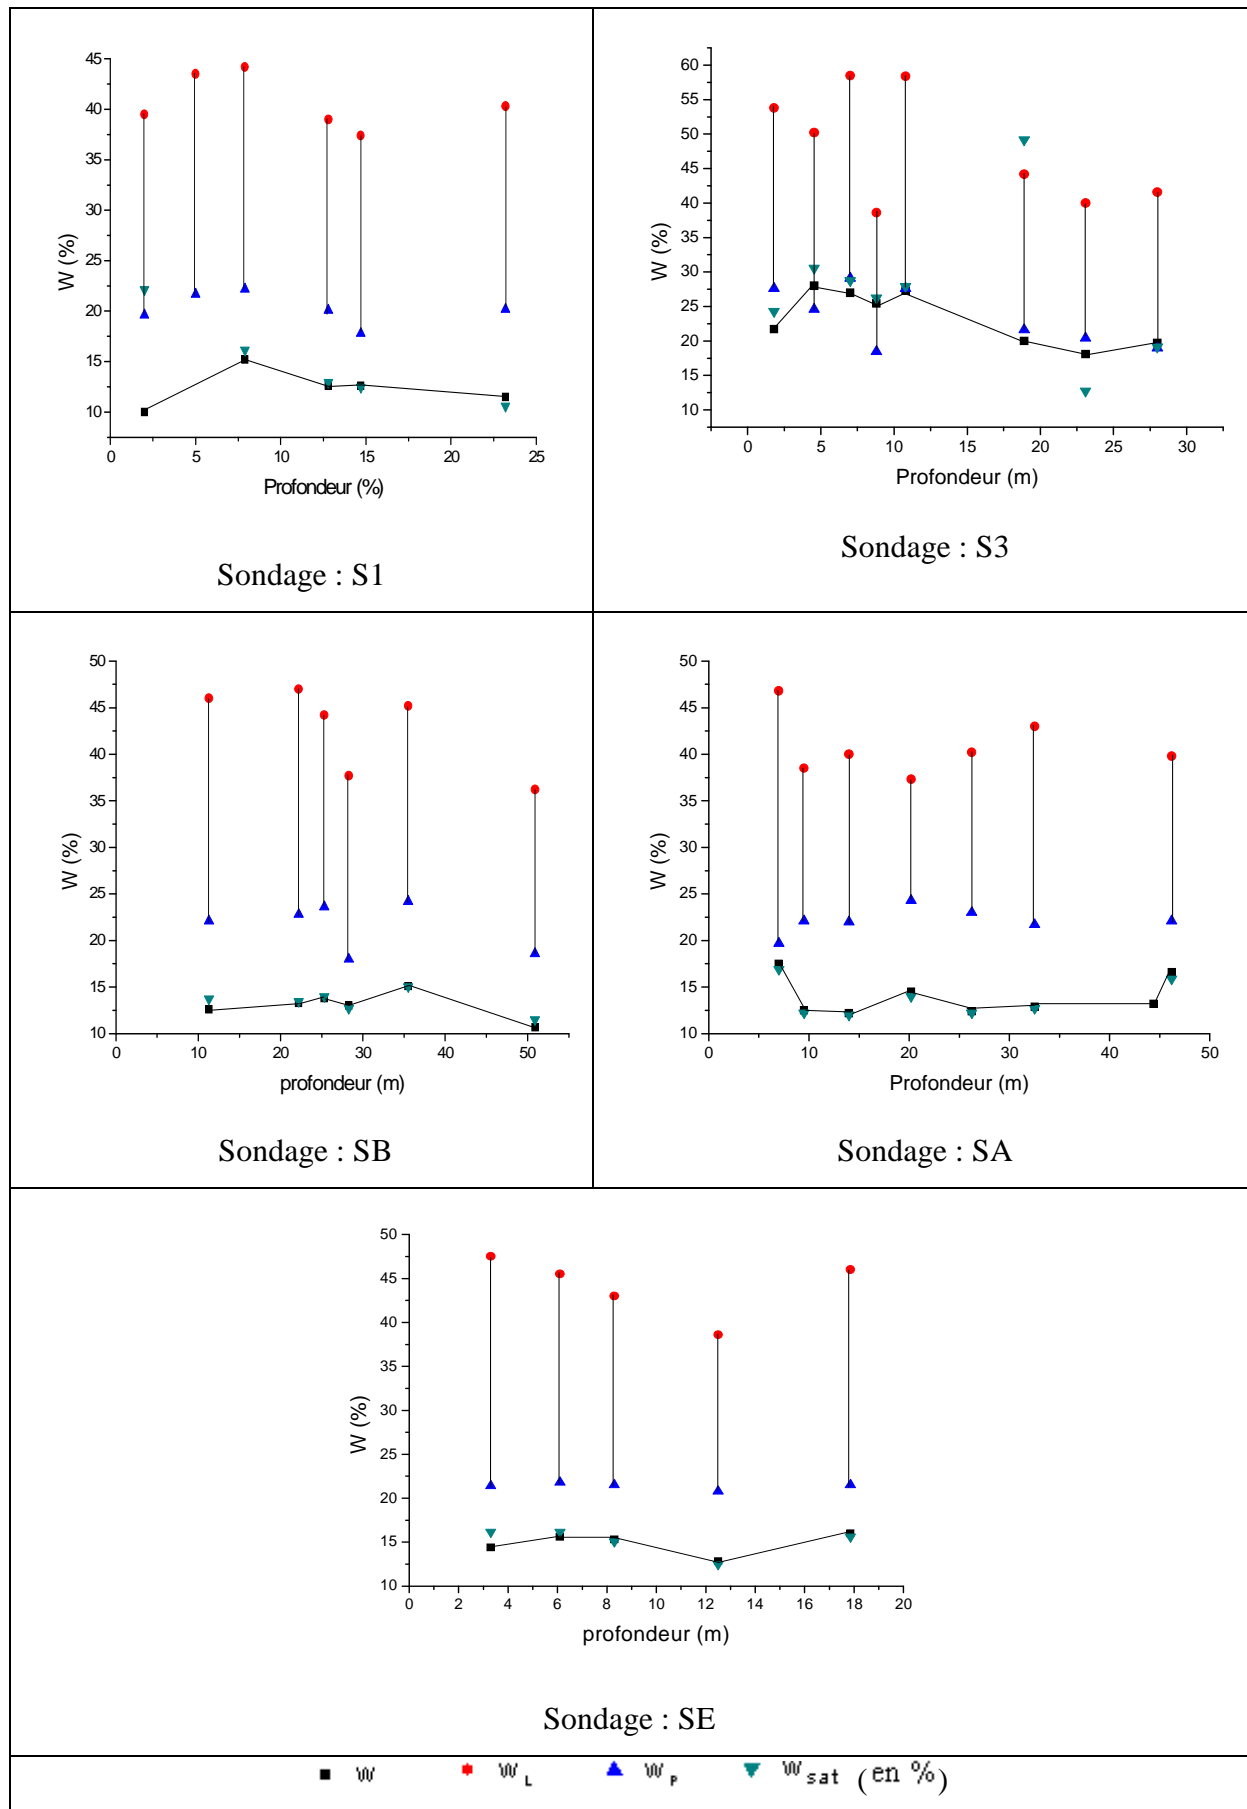 45
40
35
30
25
20
15
10
0 5 10 15 20 25
W (%)
Profondeur (%)
Sondage : S1
60
55
50
45
40
35
30
25
20
15
10
0 5 10 15 20 25 30
W (%)
Profondeur (m)
Sondage : S3
50
45
40
35
30
25
20
15
10
0 10 20 30 40 50
W (%)
profondeur (m)
Sondage : SB
50
45
40
35
30
25
20
15
10
0 10 20 30 40 50
W (%)
Profondeur (m)
Sondage : SA
50
45
40
35
30
25
20
15
10
0 2 4 6 8 10 12 14 16 18 20
W (%)
profondeur (m)
Sondage : SE
W W L W P W sat (en %)